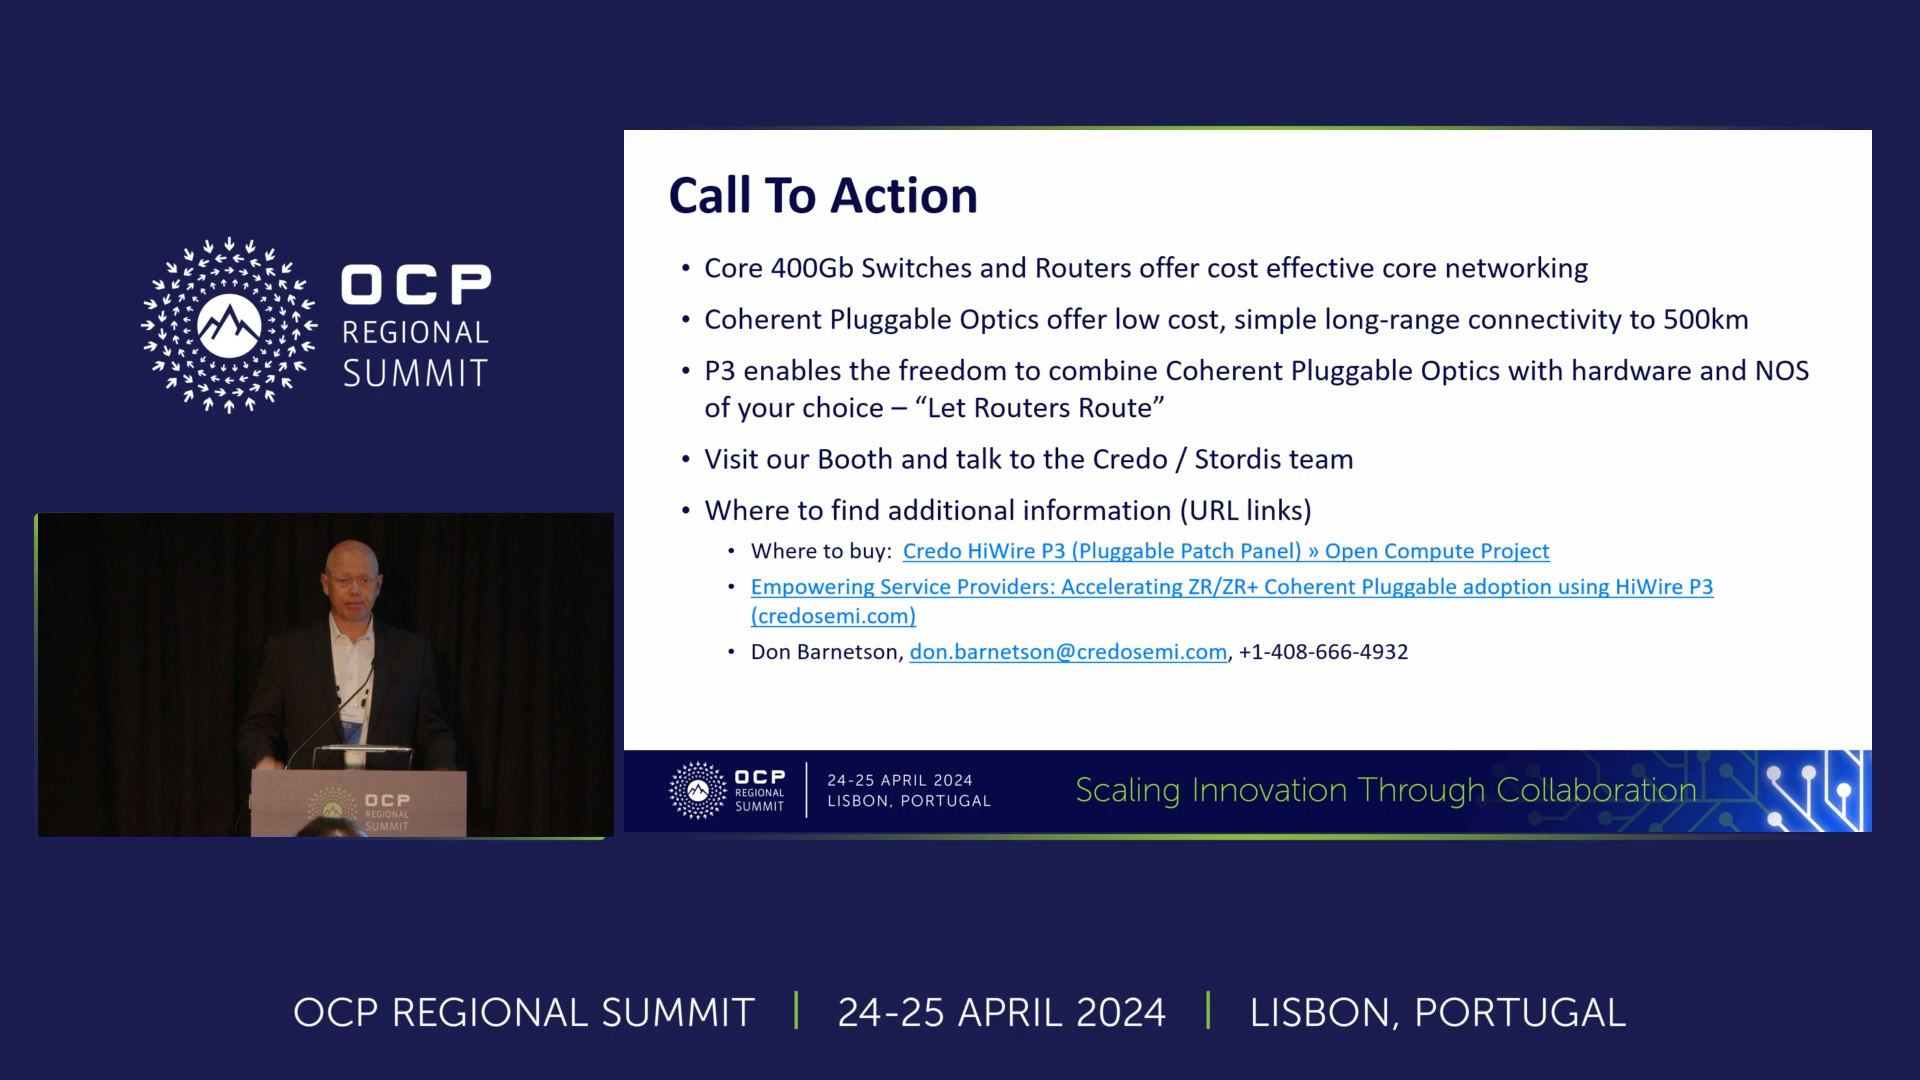 OCP
REGIONAL
SUMMIT
Call To Action
• Core 400Gb Switches and Routers offer cost effective core networking
• Coherent Pluggable Optics offer low cost, simple long-range connectivity to 500km
• P3 enables the freedom to combine Coherent Pluggable Optics with hardware and NOS
of your choice – “Let Routers Route”
• Visit our Booth and talk to the Credo / Stordis team
• Where to find additional information (URL links)
• Where to buy: Credo HiWire P3 (Pluggable Patch Panel) » Open Compute Project
• Empowering Service Providers: Accelerating ZR/ZR+ Coherent Pluggable adoption using HiWire P3
(credosemi.com)
• Don Barnetson, don.barnetson@credosemi.com, +1-408-666-4932
OCP
REGIONAL
SUMMIT
24-25 APRIL 2024
LISBON, PORTUGAL
Scaling Innovation Through Collaboration
OCP
REGIONAL
SUMMIT
OCP REGIONAL SUMMIT | 24-25 APRIL 2024 | LISBON, PORTUGAL